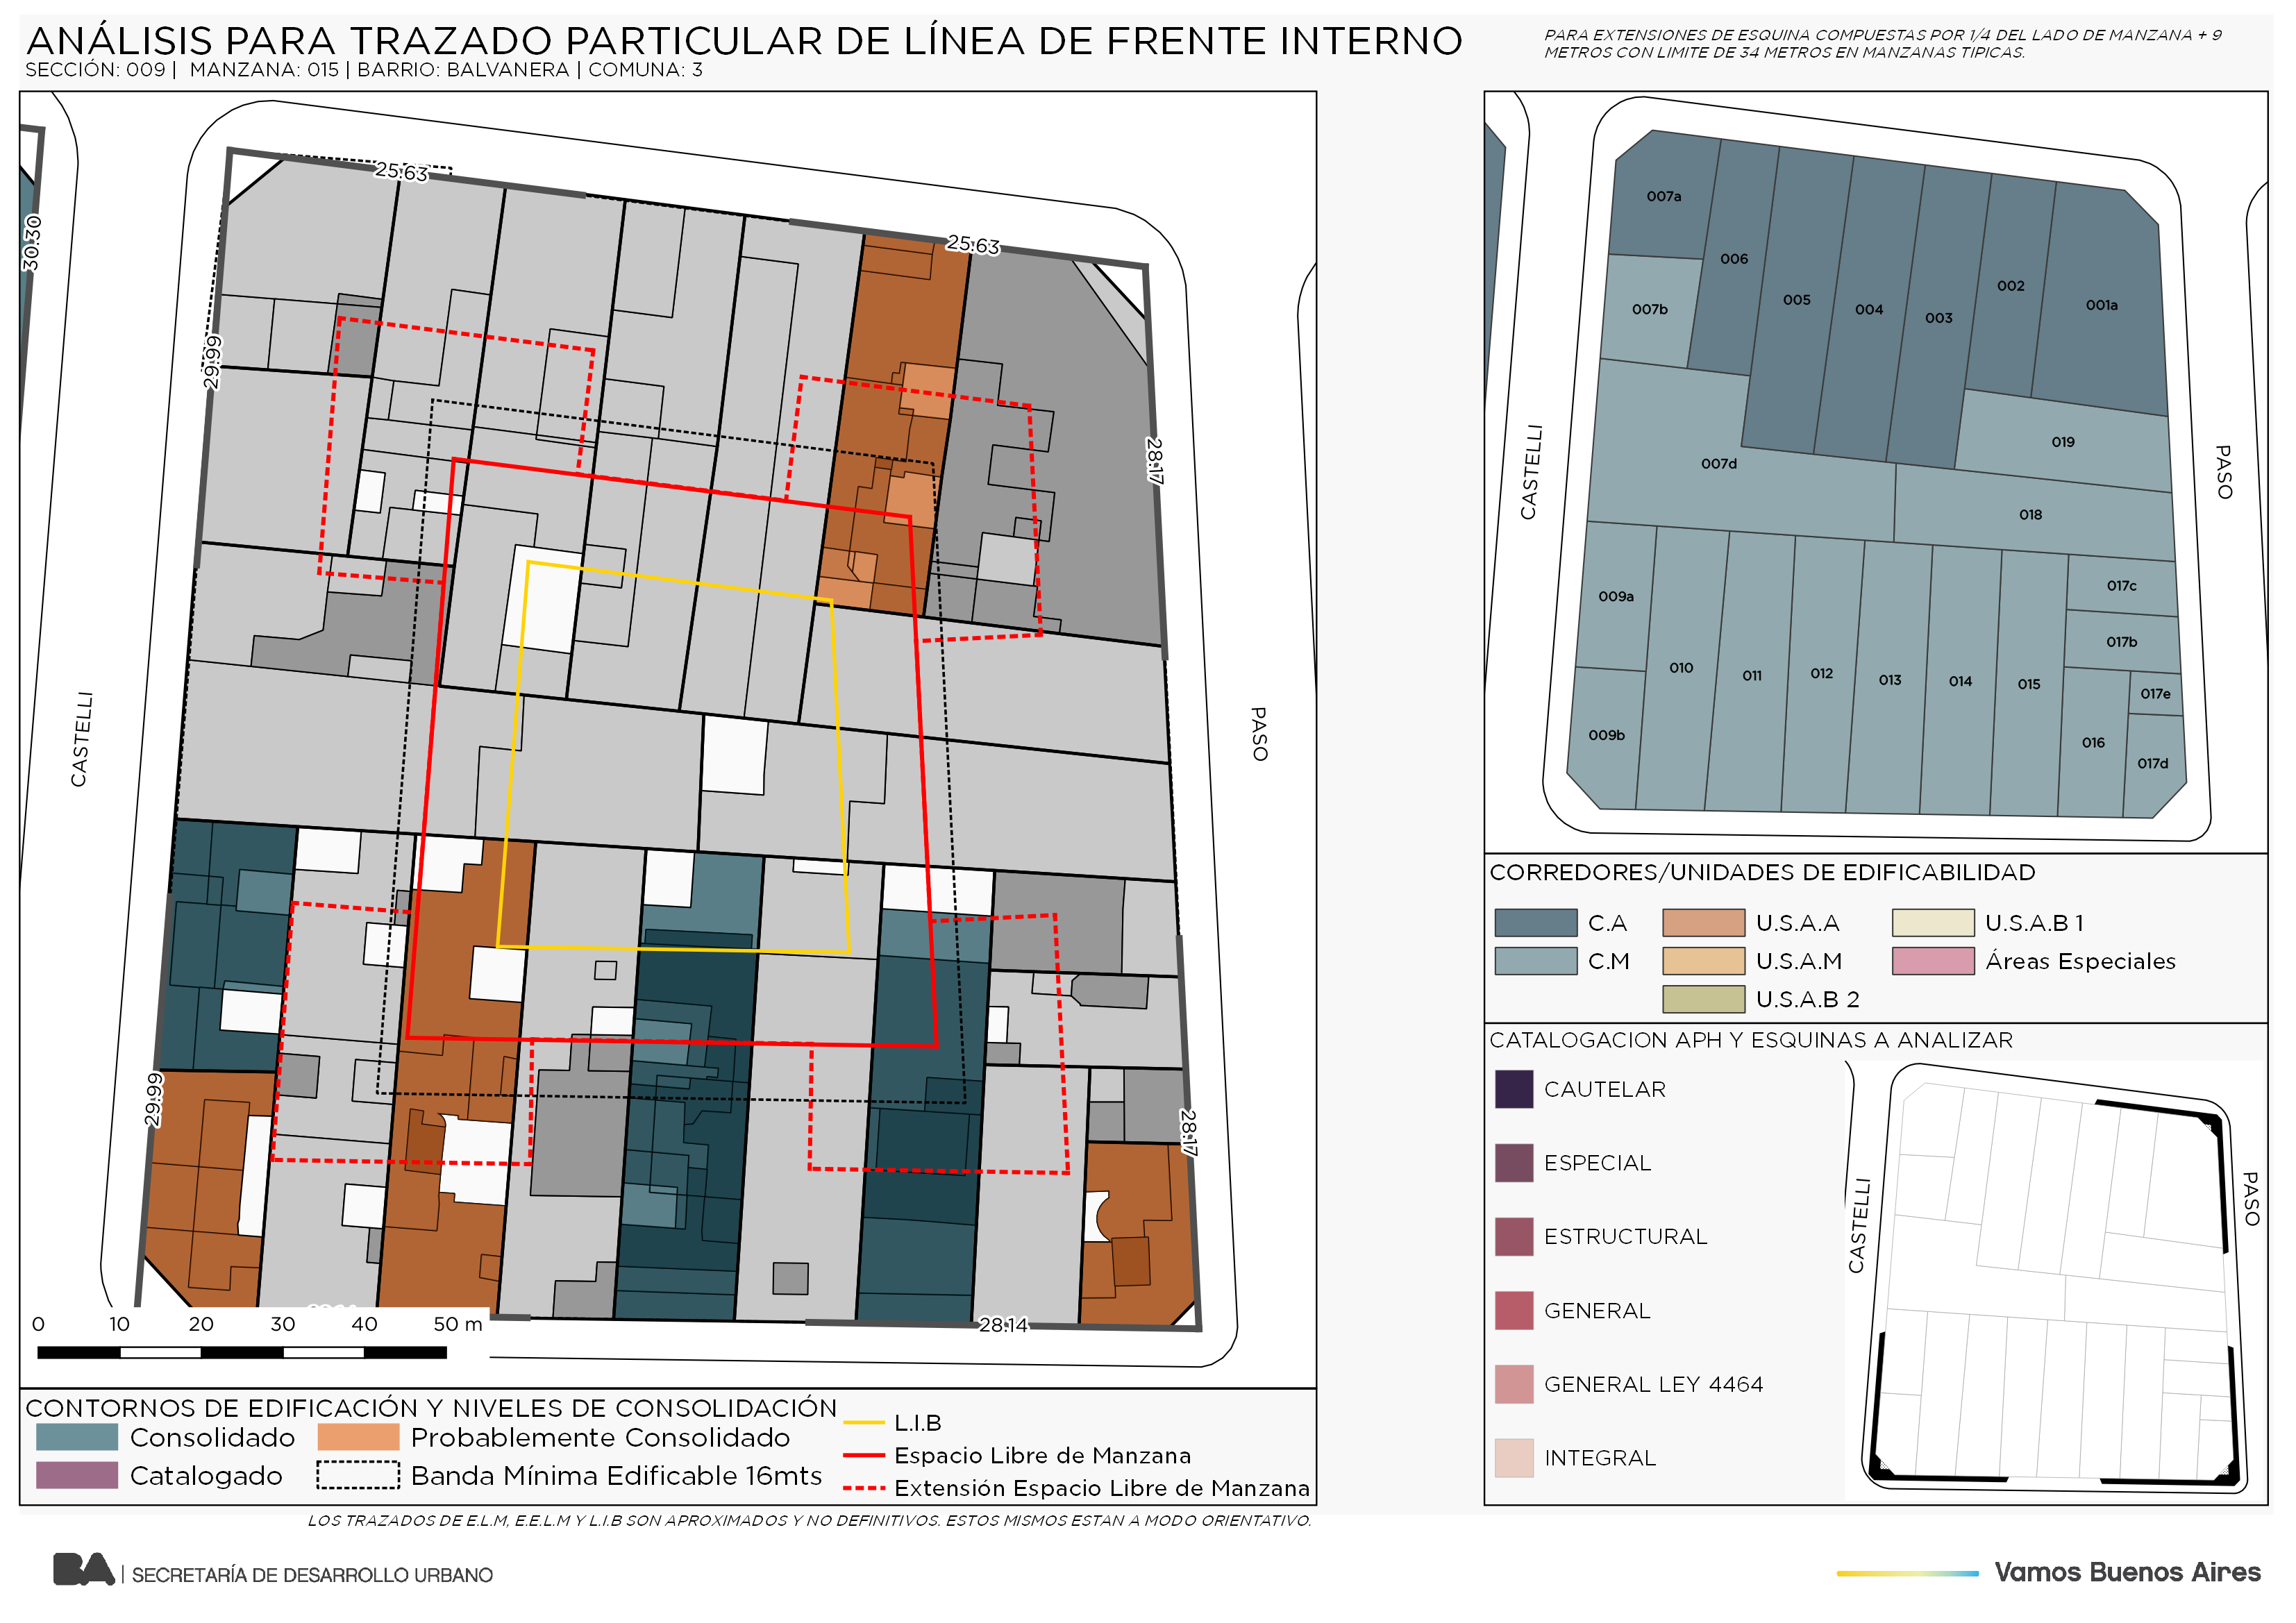 ANÁLISIS PARA TRAZADO PARTICULAR DE LÍNEA DE FRENTE INTERNO
SECCIÓN: 009 | MANZANA: 015 | BARRIO: BALVANERA | COMUNA: 3
PARA EXTENSIONES DE ESQUINA COMPUESTAS POR 1/4 DEL LADO DE MANZANA + 9
METROS CON LIMITE DE 34 METROS EN MANZANAS TIPICAS.
25.63
25.63
30.30
29.99
28.17
CASTELLI
PASO
29.99
28.17
28.14
0 10 20 30 40 50 m
CONTORNOS DE EDIFICACIÓN Y NIVELES DE CONSOLIDACIÓN
Consolidado
Probablemente Consolidado
Catalogado
Banda Mínima Edificable 16mts
L.I.B
Espacio Libre de Manzana
Extensión Espacio Libre de Manzana
007a
006
005
004
003
002
001a
007b
007d
019
018
CASTELLI
PASO
009a
010
011
012
013
014
015
017c
017b
017e
016
017d
009b
CORREDORES/UNIDADES DE EDIFICABILIDAD
C.A
U.S.A.A
U.S.A.B 1
C.M
U.S.A.M
Áreas Especiales
U.S.A.B 2
CATALOGACION APH Y ESQUINAS A ANALIZAR
CAUTELAR
ESPECIAL
ESTRUCTURAL
GENERAL
GENERAL LEY 4464
INTEGRAL
CASTELLI
PASO
LOS TRAZADOS DE E.L.M, E.E.L.M Y L.I.B SON APROXIMADOS Y NO DEFINITIVOS. ESTOS MISMOS ESTAN A MODO ORIENTATIVO.
BA | SECRETARÍA DE DESARROLLO URBANO
Vamos Buenos Aires